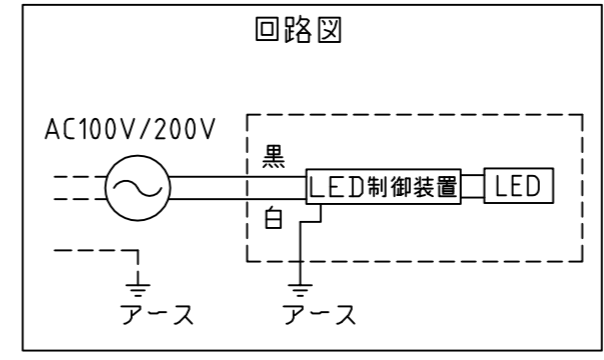 回路図
AC100V/200V
黒
LED制御装置
LED
白
アース
アース